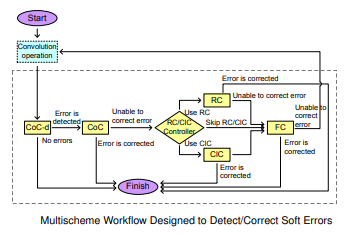 Start
Convolution
operation
Error is corrected
RC
Unable to correct error
Use RC
Error is
detected
Unable to
correct error
CoC-d
CoC
RC/CIC
Controller
Skip RC/CIC
FC
Unable to
correct
error
No errors
Error is corrected
Use CIC
CIC
Error is
corrected
Error is
corrected
Finish
Multischeme Workflow Designed to Detect/Correct Soft Errors